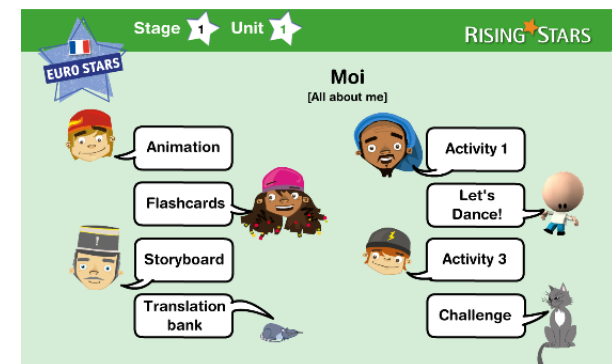 Stage 1 Unit 1
RISING STARS
EURO STARS
Moi
[All about me]
Animation
Flashcards
Storyboard
Translation
bank
Activity 1
Let's
Dance!
Activity 3
Challenge